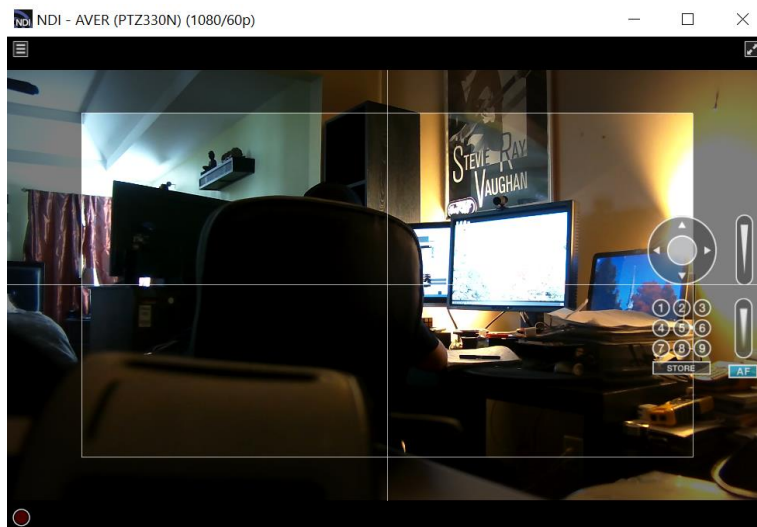 NDI NDI - AVER (PTZ330N) (1080/60p)
STEVIE RAY
VAUGHAN
1 2 3
4 5 6
7 8 9
STORE
AF